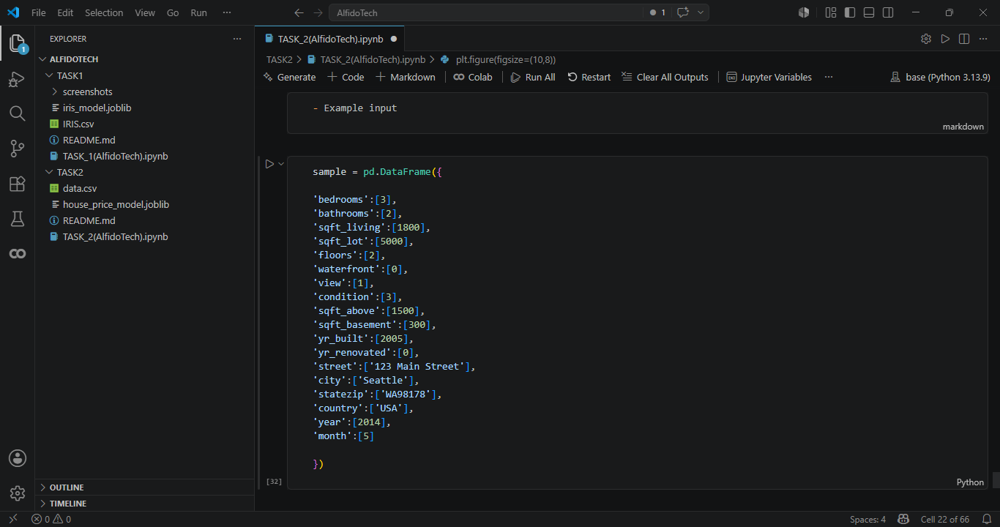 File Edit Selection View Go Run ···
AlfidoTech
1
EXPLORER
ALFIDOTECH
TASK1
screenshots
iris_model.joblib
IRIS.csv
README.md
TASK_1(AlfidoTech).ipynb
TASK2
data.csv
house_price_model.joblib
README.md
TASK_2(AlfidoTech).ipynb
OUTLINE
TIMELINE
1
TASK_2(AlfidoTech).ipynb
TASK2 > TASK_2(AlfidoTech).ipynb > plt.figure(figsize=(10,8))
Generate + Code + Markdown Colab Run All Restart Clear All Outputs Jupyter Variables ··· base (Python 3.13.9)
- Example input
markdown
sample = pd.DataFrame({
'bedrooms':[3],
'bathrooms':[2],
'sqft_living':[1800],
'sqft_lot':[5000],
'floors':[2],
'waterfront':[0],
'view':[1],
'condition':[3],
'sqft_above':[1500],
'sqft_basement':[300],
'yr_built':[2005],
'yr_renovated':[0],
'street':['123 Main Street'],
'city':['Seattle'],
'statezip':['WA98178'],
'country':['USA'],
'year':[2014],
'month':[5]
})
[32]
Python
0 0
Spaces: 4 Cell 22 of 66